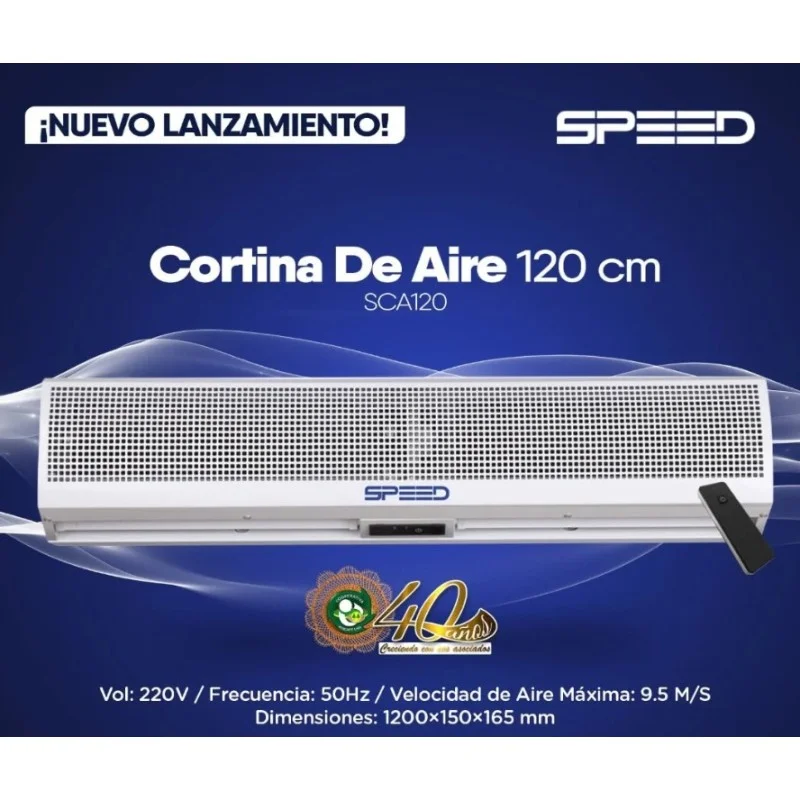 ¡NUEVO LANZAMIENTO!
SPEED
Cortina De Aire 120 cm
SCA120
SPEED
40 años
Creciendo con sus asociados
Vol: 220V / Frecuencia: 50Hz / Velocidad de Aire Máxima: 9.5 M/S
Dimensiones: 1200×150×165 mm